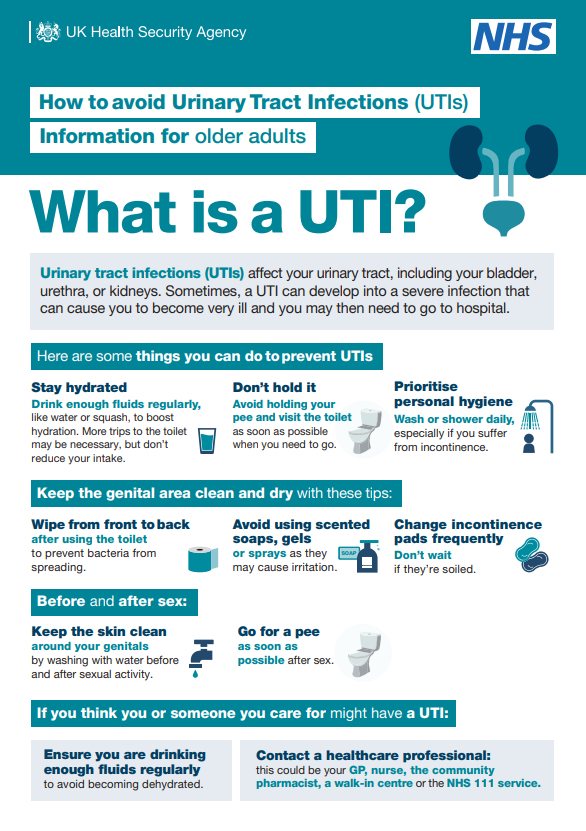 UK Health Security Agency
NHS
How to avoid Urinary Tract Infections (UTIs)
Information for older adults
What is a UTI?
Urinary tract infections (UTIs) affect your urinary tract, including your bladder,
urethra, or kidneys. Sometimes, a UTI can develop into a severe infection that
can cause you to become very ill and you may then need to go to hospital.
Here are some things you can do to prevent UTIs
Stay hydrated
Drink enough fluids regularly,
like water or squash, to boost
hydration. More trips to the toilet
may be necessary, but don't
reduce your intake.
Don't hold it
Avoid holding your
pee and visit the toilet
as soon as possible
when you need to go.
Prioritise
personal hygiene
Wash or shower daily,
especially if you suffer
from incontinence.
Keep the genital area clean and dry with these tips:
Wipe from front to back
after using the toilet
to prevent bacteria from
spreading.
Avoid using scented
soaps, gels
or sprays as they
may cause irritation.
SOAP
Change incontinence
pads frequently
Don't wait
if they're soiled.
Before and after sex:
Keep the skin clean
around your genitals
by washing with water before
and after sexual activity.
Go for a pee
as soon as
possible after sex.
If you think you or someone you care for might have a UTI:
Ensure you are drinking
enough fluids regularly
to avoid becoming dehydrated.
Contact a healthcare professional:
this could be your GP, nurse, the community
pharmacist, a walk-in centre or the NHS 111 service.